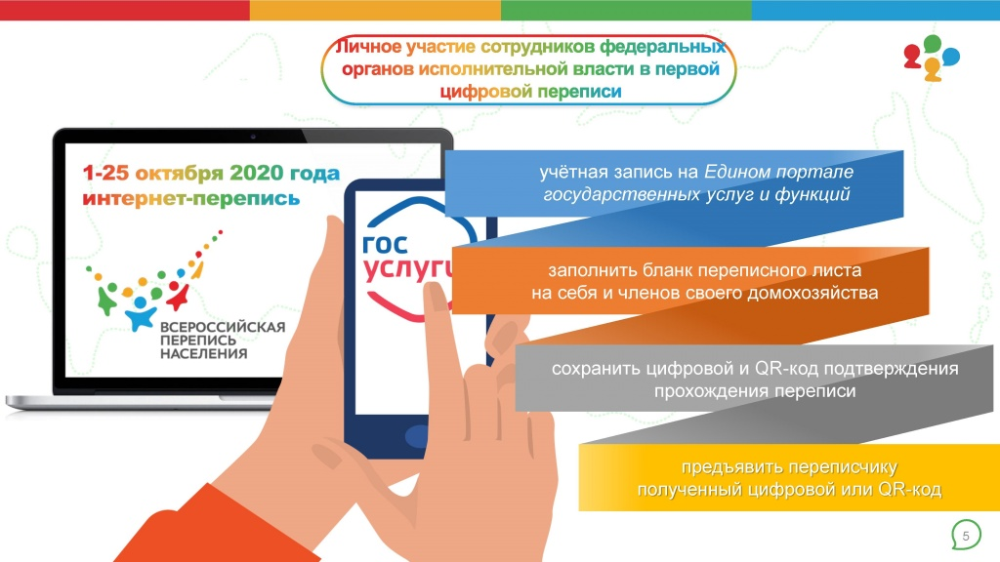 Личное участие сотрудников федеральных
органов исполнительной власти в первой
цифровой переписи
1-25 октября 2020 года
интернет-перепись
ВСЕРОССИЙСКАЯ
ПЕРЕПИСЬ
НАСЕЛЕНИЯ
гос
услуги
учётная запись на Едином портале
государственных услуг и функций
заполнить бланк переписного листа
на себя и членов своего домохозяйства
сохранить цифровой и QR-код подтверждения
прохождения переписи
предъявить переписчику
полученный цифровой или QR-код
5